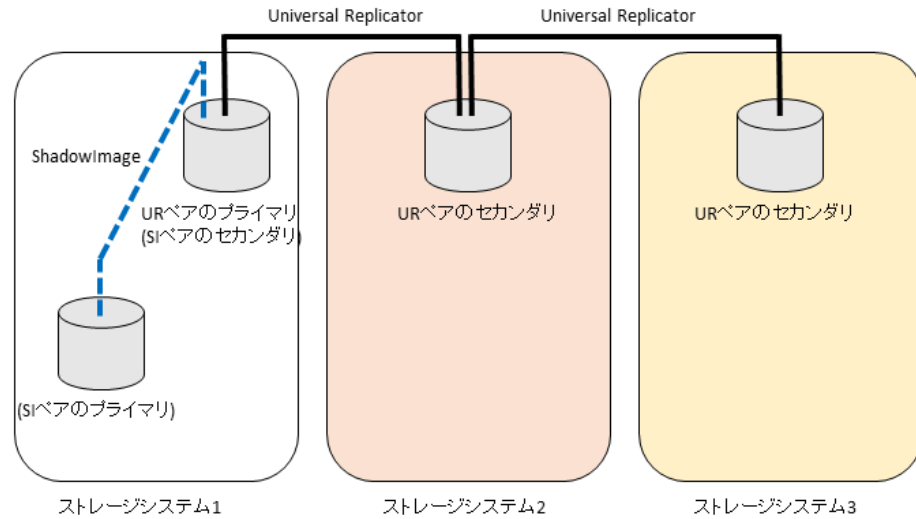 Universal Replicator
Universal Replicator
ShadowImage
URペアのプライマリ
(SIペアのセカンダリ)
URペアのセカンダリ
URペアのセカンダリ
(SIペアのプライマリ)
ストレージシステム1
ストレージシステム2
ストレージシステム3